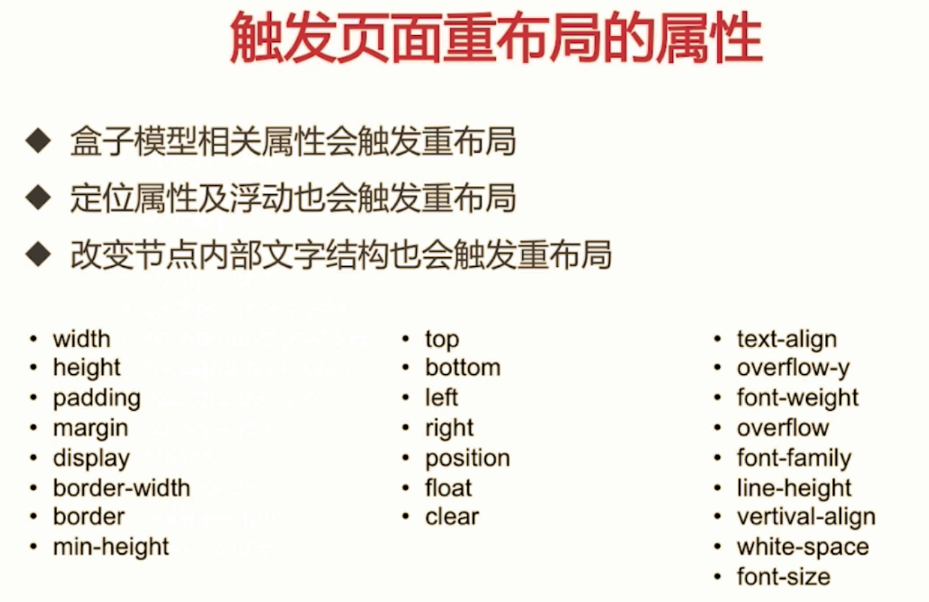 触发页面重布局的属性
◆ 盒子模型相关属性会触发重布局
◆ 定位属性及浮动也会触发重布局
◆ 改变节点内部文字结构也会触发重布局
• width
• height
• padding
• margin
• display
• border-width
• border
• min-height
• top
• bottom
• left
• right
• position
• float
• clear
• text-align
• overflow-y
• font-weight
• overflow
• font-family
• line-height
• vertival-align
• white-space
• font-size